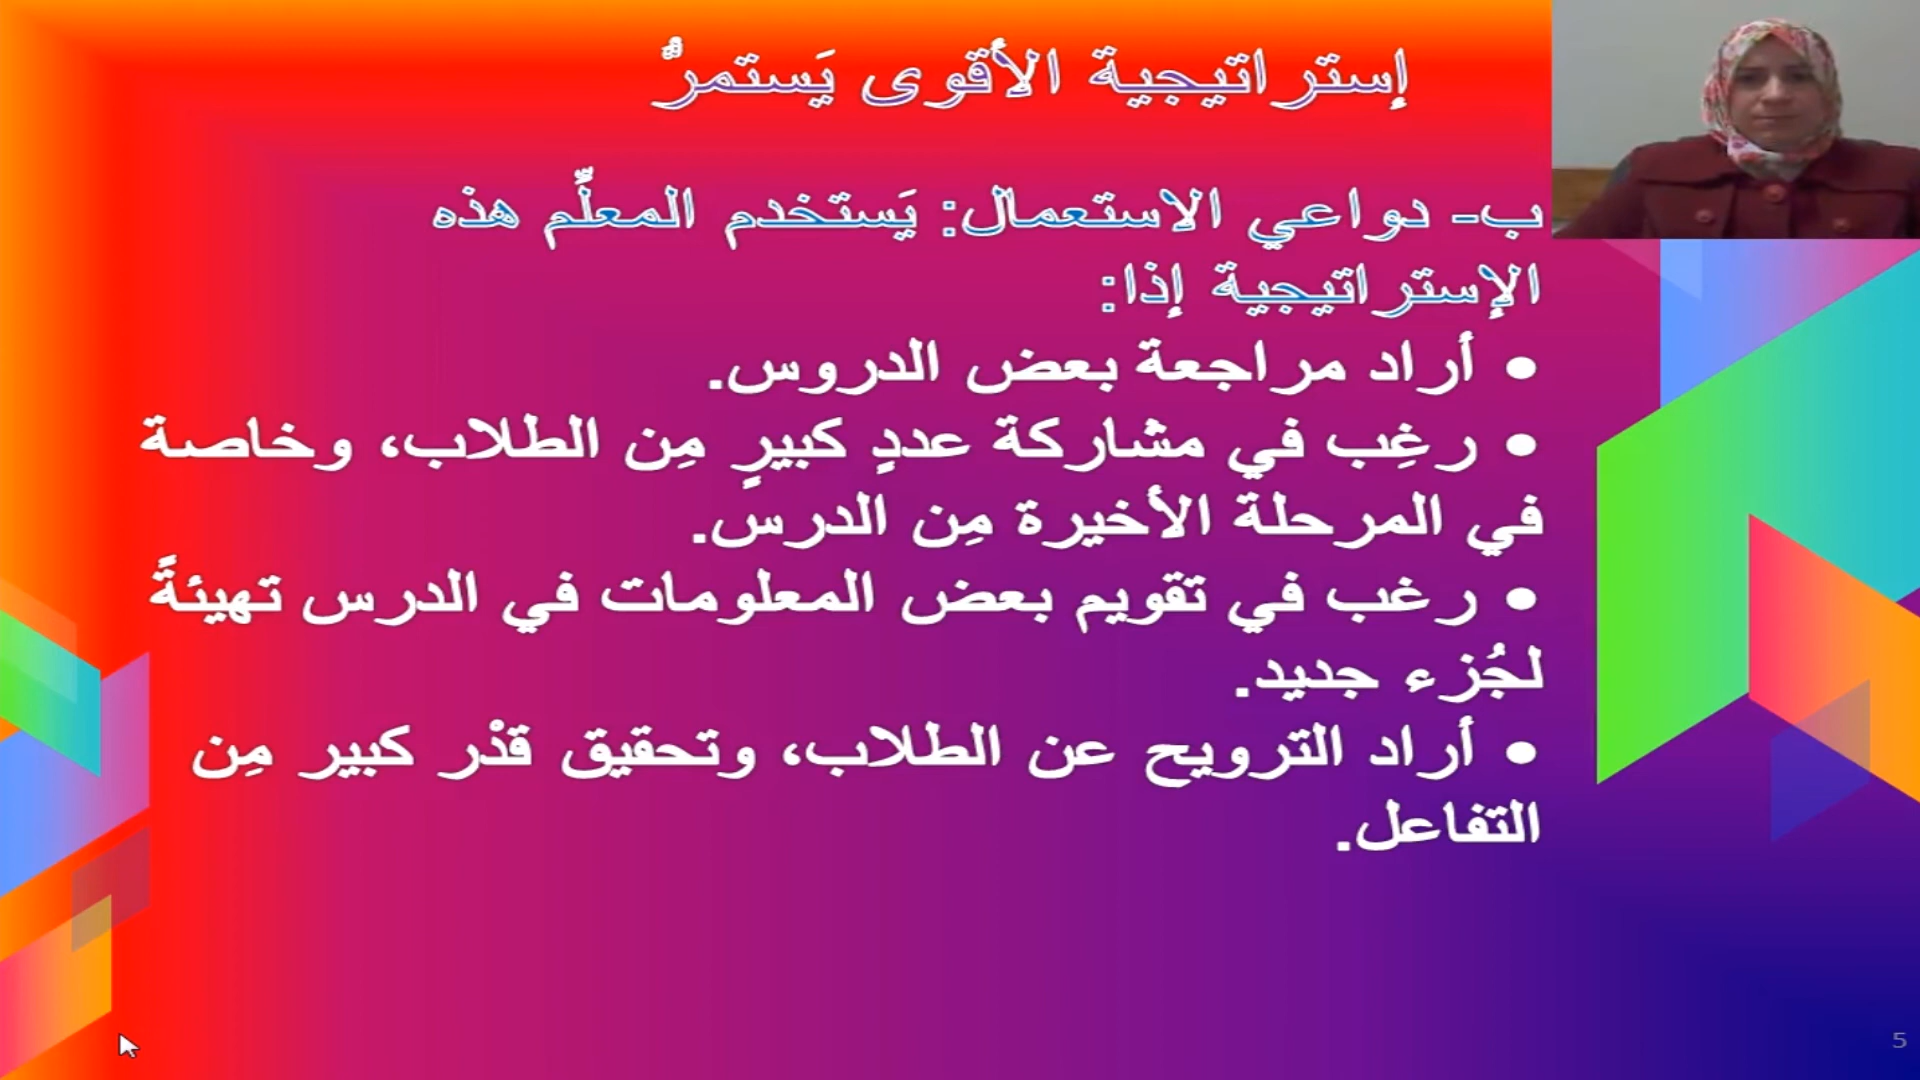 إستراتيجية الأقوى يَستمرُّ
ب- دواعي الاستعمال: يَستخدم المعلِّم هذه
الإستراتيجية إذا:
• أراد مراجعة بعض الدروس.
• رغِب في مشاركة عددٍ كبيرٍ مِن الطلاب، وخاصة
في المرحلة الأخيرة مِن الدرس.
• رغب في تقويم بعض المعلومات في الدرس تهيئةً
لجُزء جديد.
• أراد الترويح عن الطلاب، وتحقيق قدْر كبير مِن
التفاعل.
5